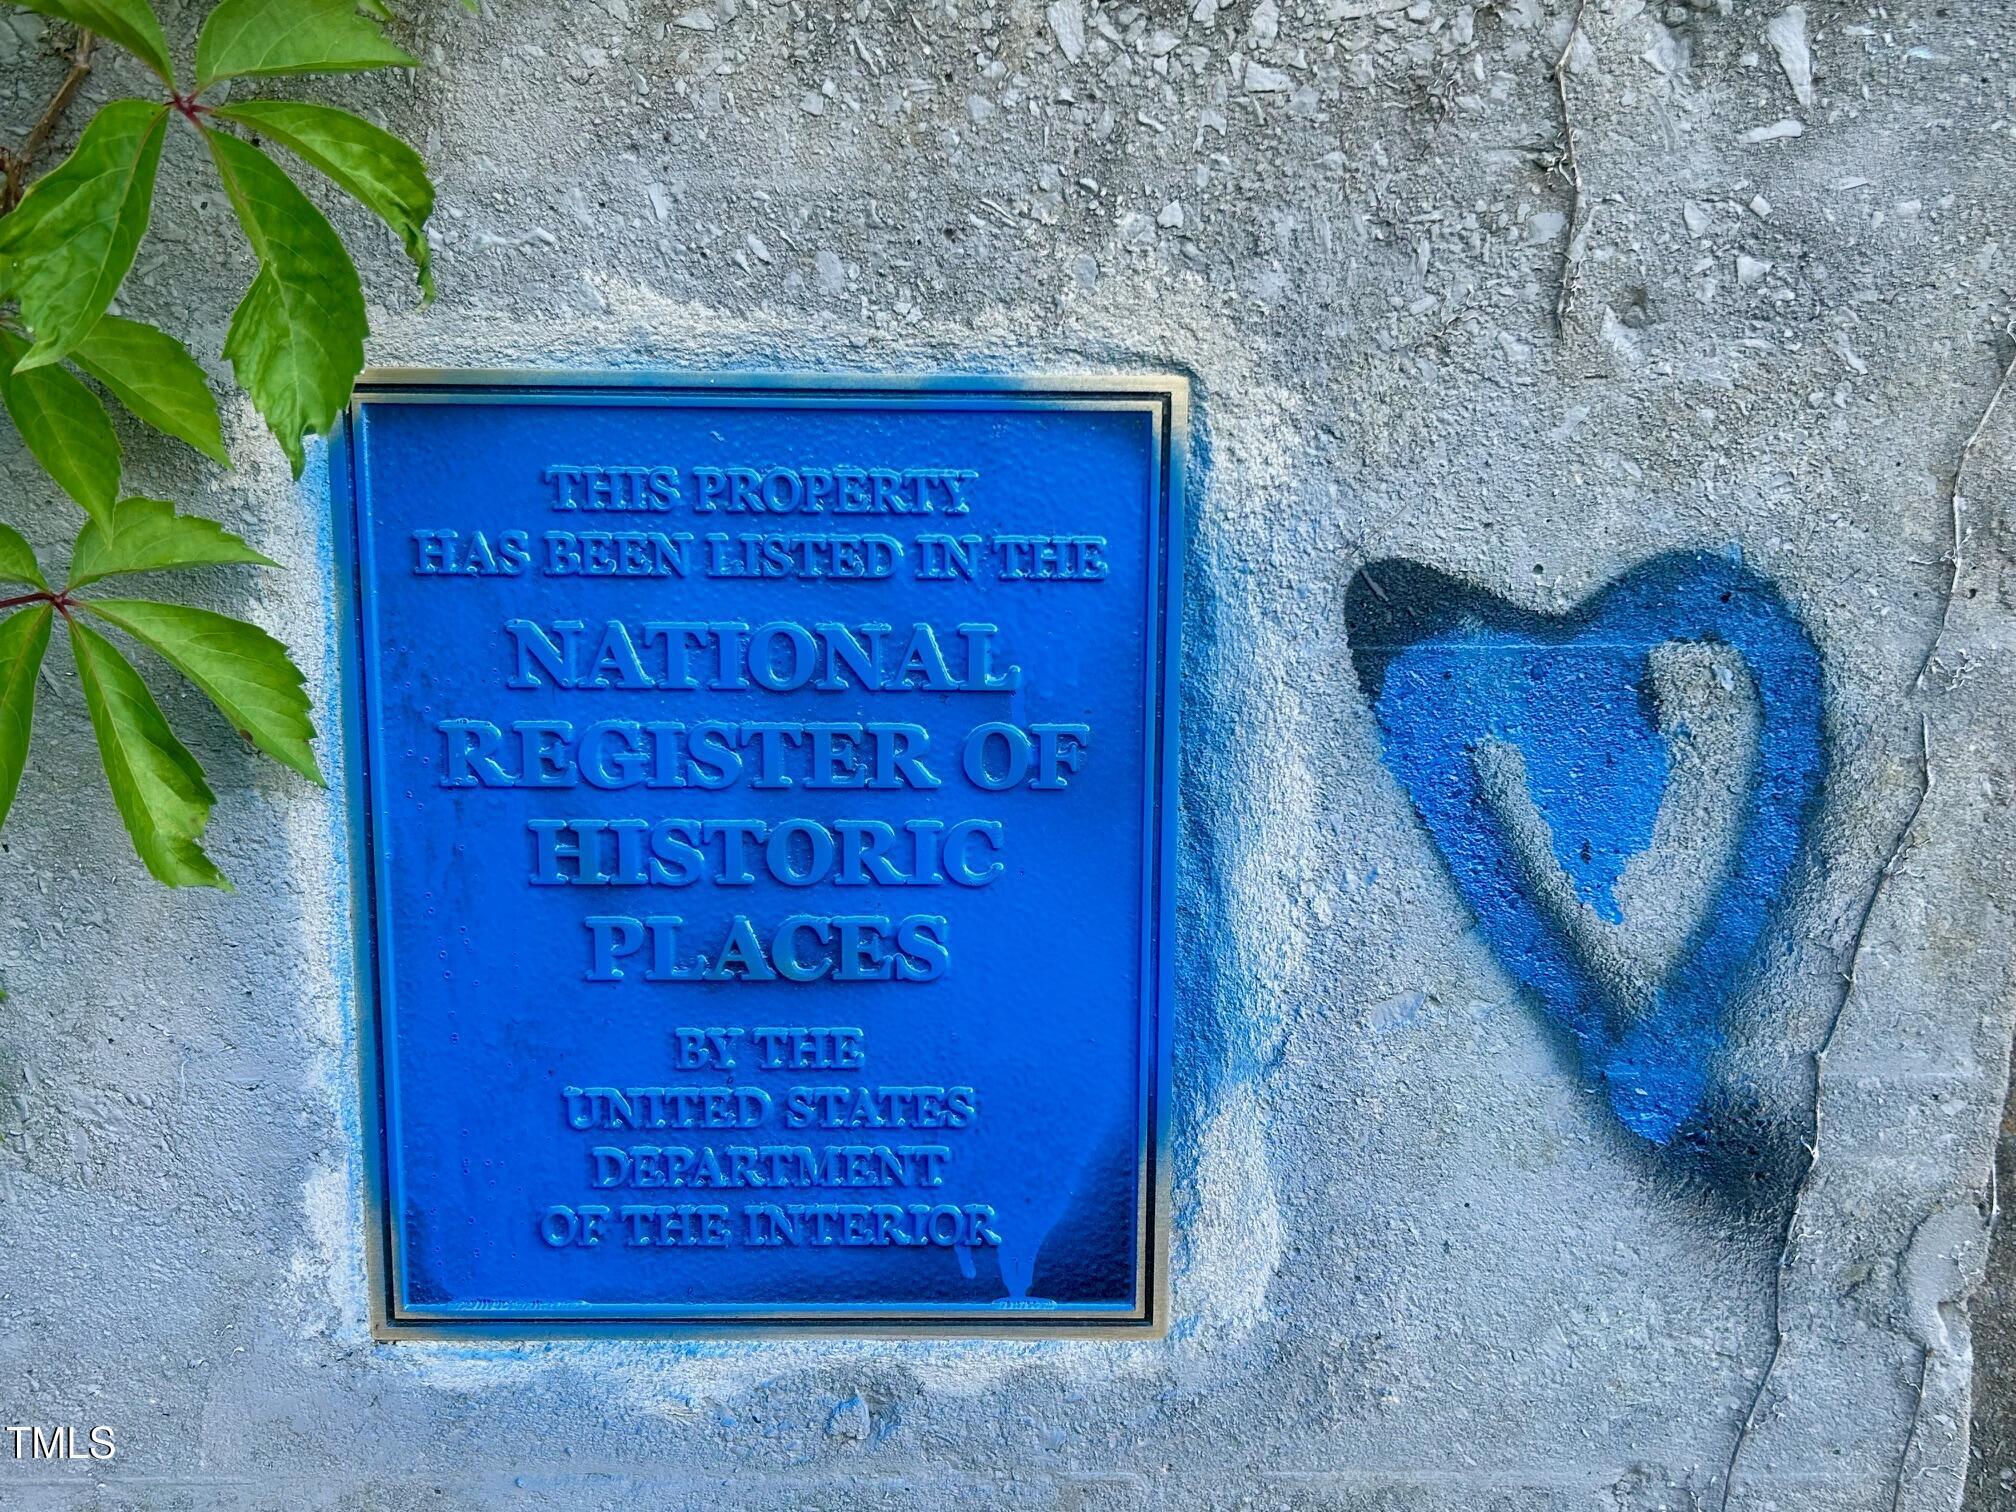 THIS PROPERTY
HAS BEEN LISTED IN THE
NATIONAL
REGISTER OF
HISTORIC
PLACES
BY THE
UNITED STATES
DEPARTMENT
OF THE INTERIOR
TMLS